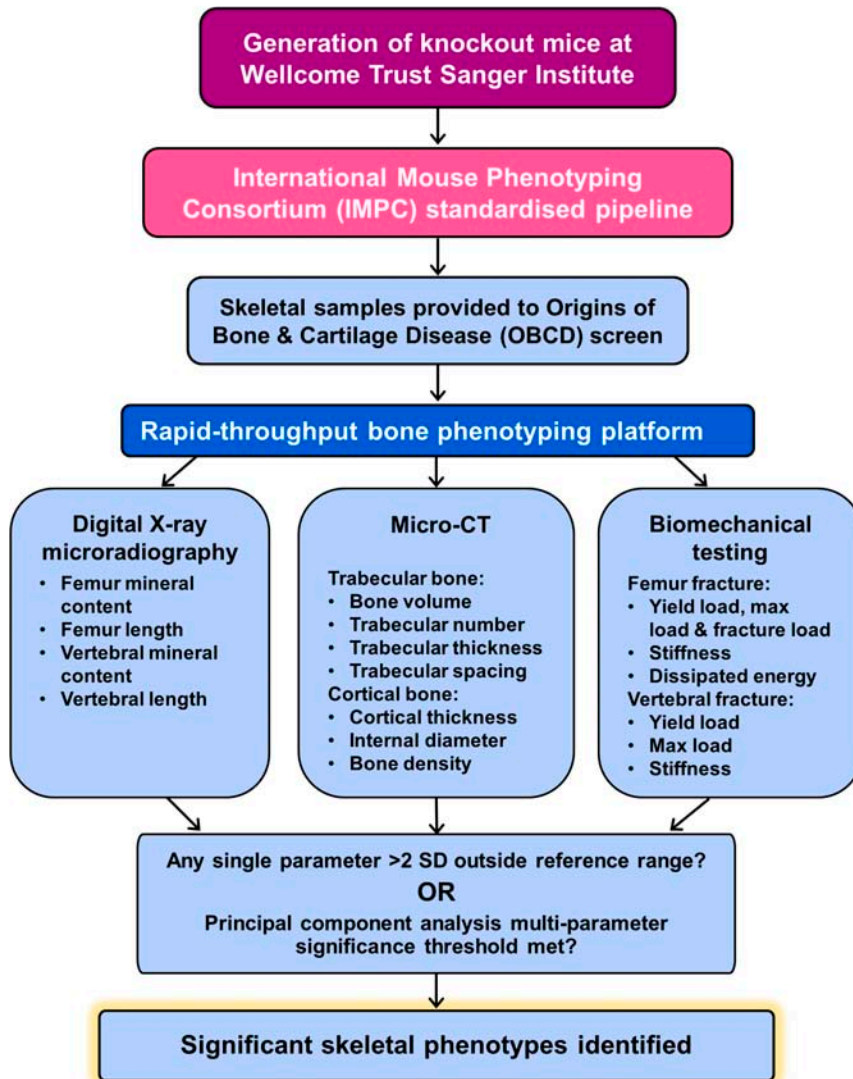 Generation of knockout mice at
Wellcome Trust Sanger Institute
International Mouse Phenotyping
Consortium (IMPC) standardised pipeline
Skeletal samples provided to Origins of
Bone & Cartilage Disease (OBCD) screen
Rapid-throughput bone phenotyping platform
Digital X-ray
microradiography
• Femur mineral
content
• Femur length
• Vertebral mineral
content
• Vertebral length
Micro-CT
Trabecular bone:
• Bone volume
• Trabecular number
• Trabecular thickness
• Trabecular spacing
Cortical bone:
• Cortical thickness
• Internal diameter
• Bone density
Biomechanical
testing
Femur fracture:
• Yield load, max
load & fracture load
• Stiffness
• Dissipated energy
Vertebral fracture:
• Yield load
• Max load
• Stiffness
Any single parameter >2 SD outside reference range?
OR
Principal component analysis multi-parameter
significance threshold met?
Significant skeletal phenotypes identified